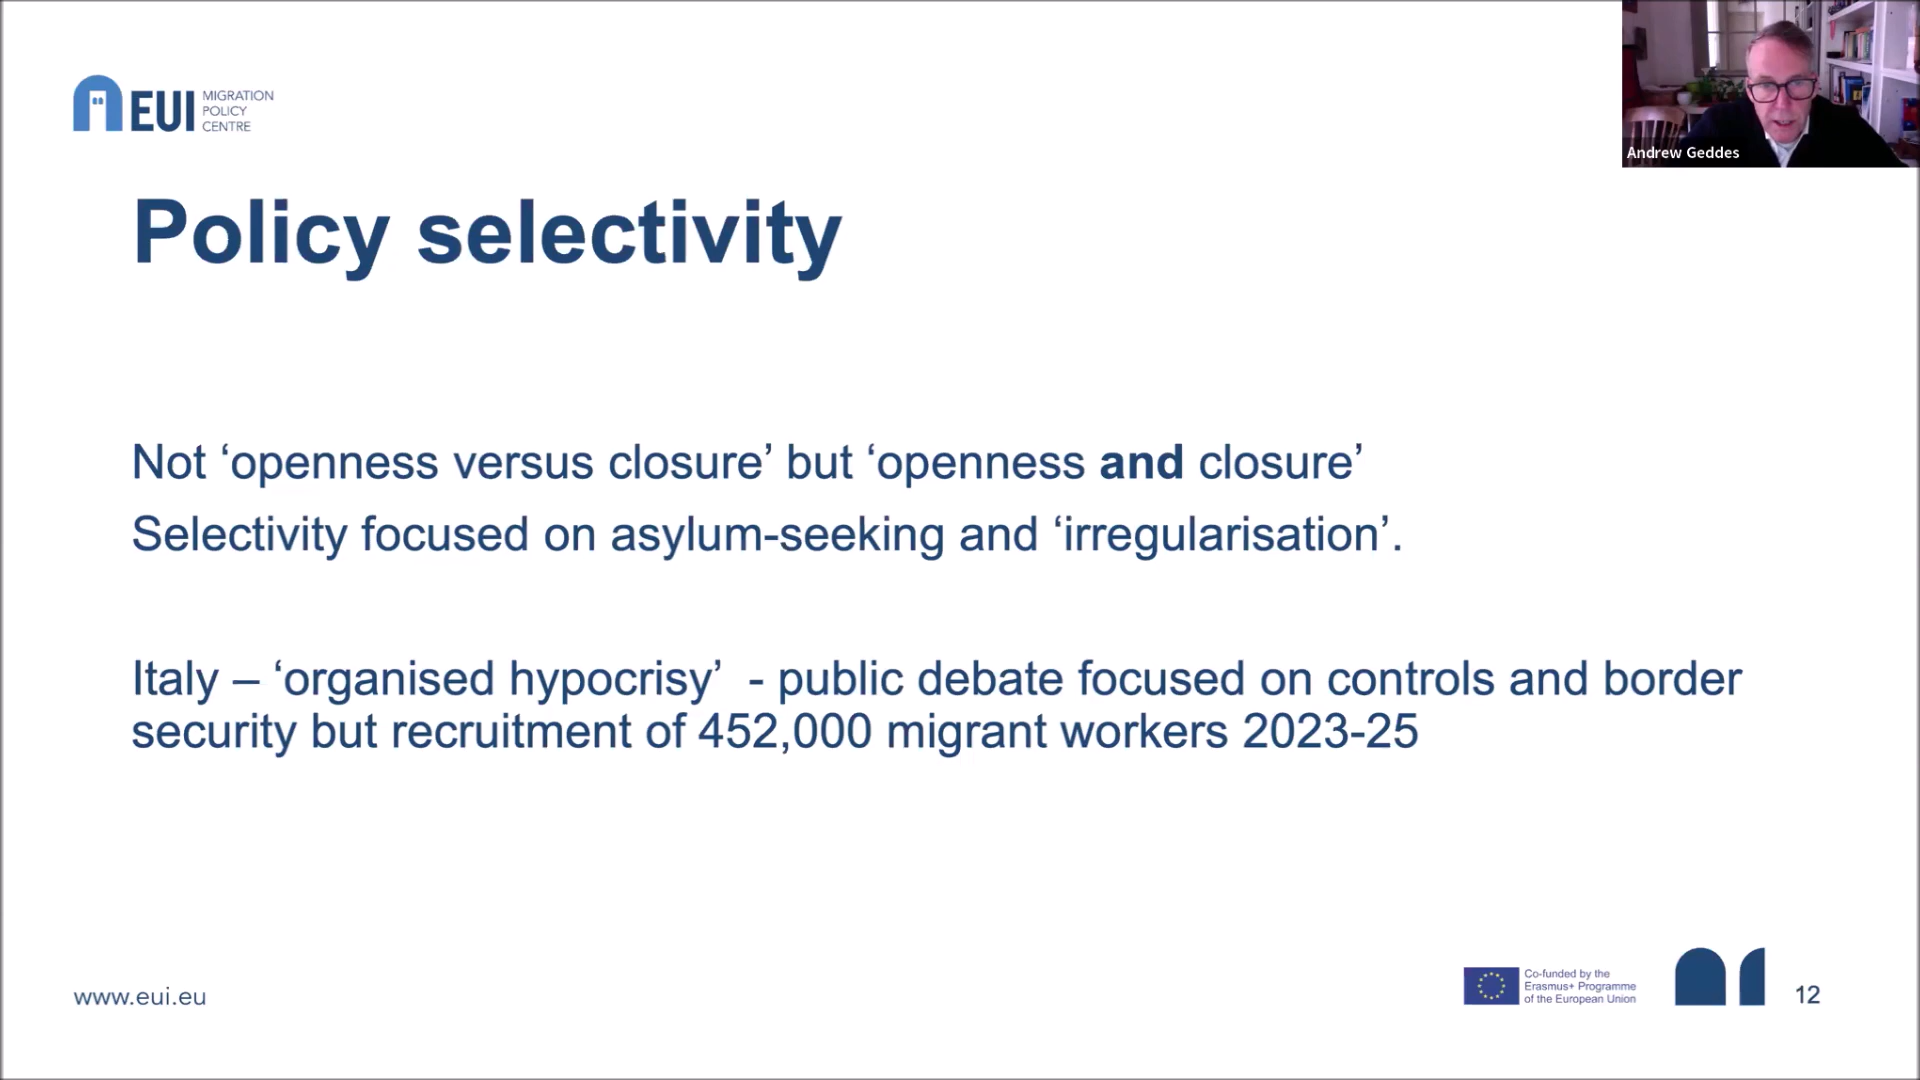 EUI MIGRATION
POLICY
CENTRE
Andrew Geddes
Policy selectivity
Not ‘openness versus closure’ but ‘openness and closure’
Selectivity focused on asylum-seeking and ‘irregularisation’.
Italy – ‘organised hypocrisy’  - public debate focused on controls and border
security but recruitment of 452,000 migrant workers 2023-25
www.eui.eu
Co-funded by the
Erasmus+ Programme
of the European Union
12